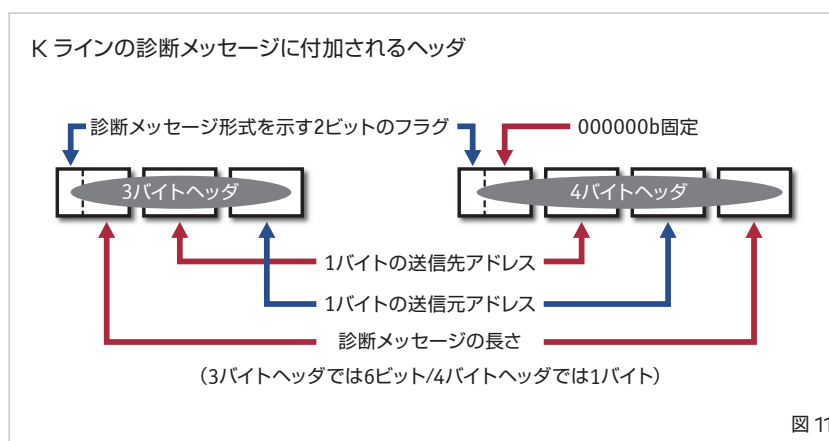 K ラインの診断メッセージに付加されるヘッダ
診断メッセージ形式を示す2ビットのフラグ
000000b固定
3バイトヘッダ
4バイトヘッダ
1バイトの送信先アドレス
1バイトの送信元アドレス
診断メッセージの長さ
（3バイトヘッダでは6ビット/4バイトヘッダでは1バイト）
図 11